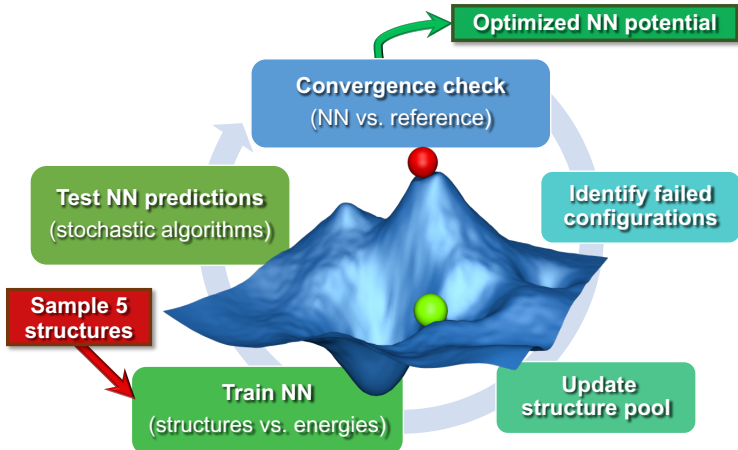 Optimized NN potential
Convergence check
(NN vs. reference)
Test NN predictions
(stochastic algorithms)
Identify failed
configurations
Sample 5
structures
Train NN
(structures vs. energies)
Update
structure pool